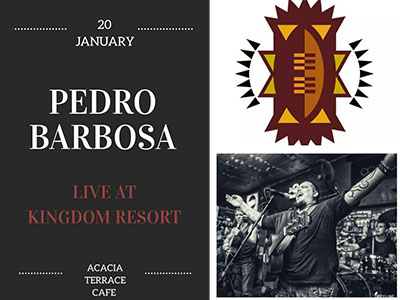 20
JANUARY
PEDRO
BARBOSA
LIVE AT
KINGDOM RESORT
ACACIA
TERRACE
CAFE